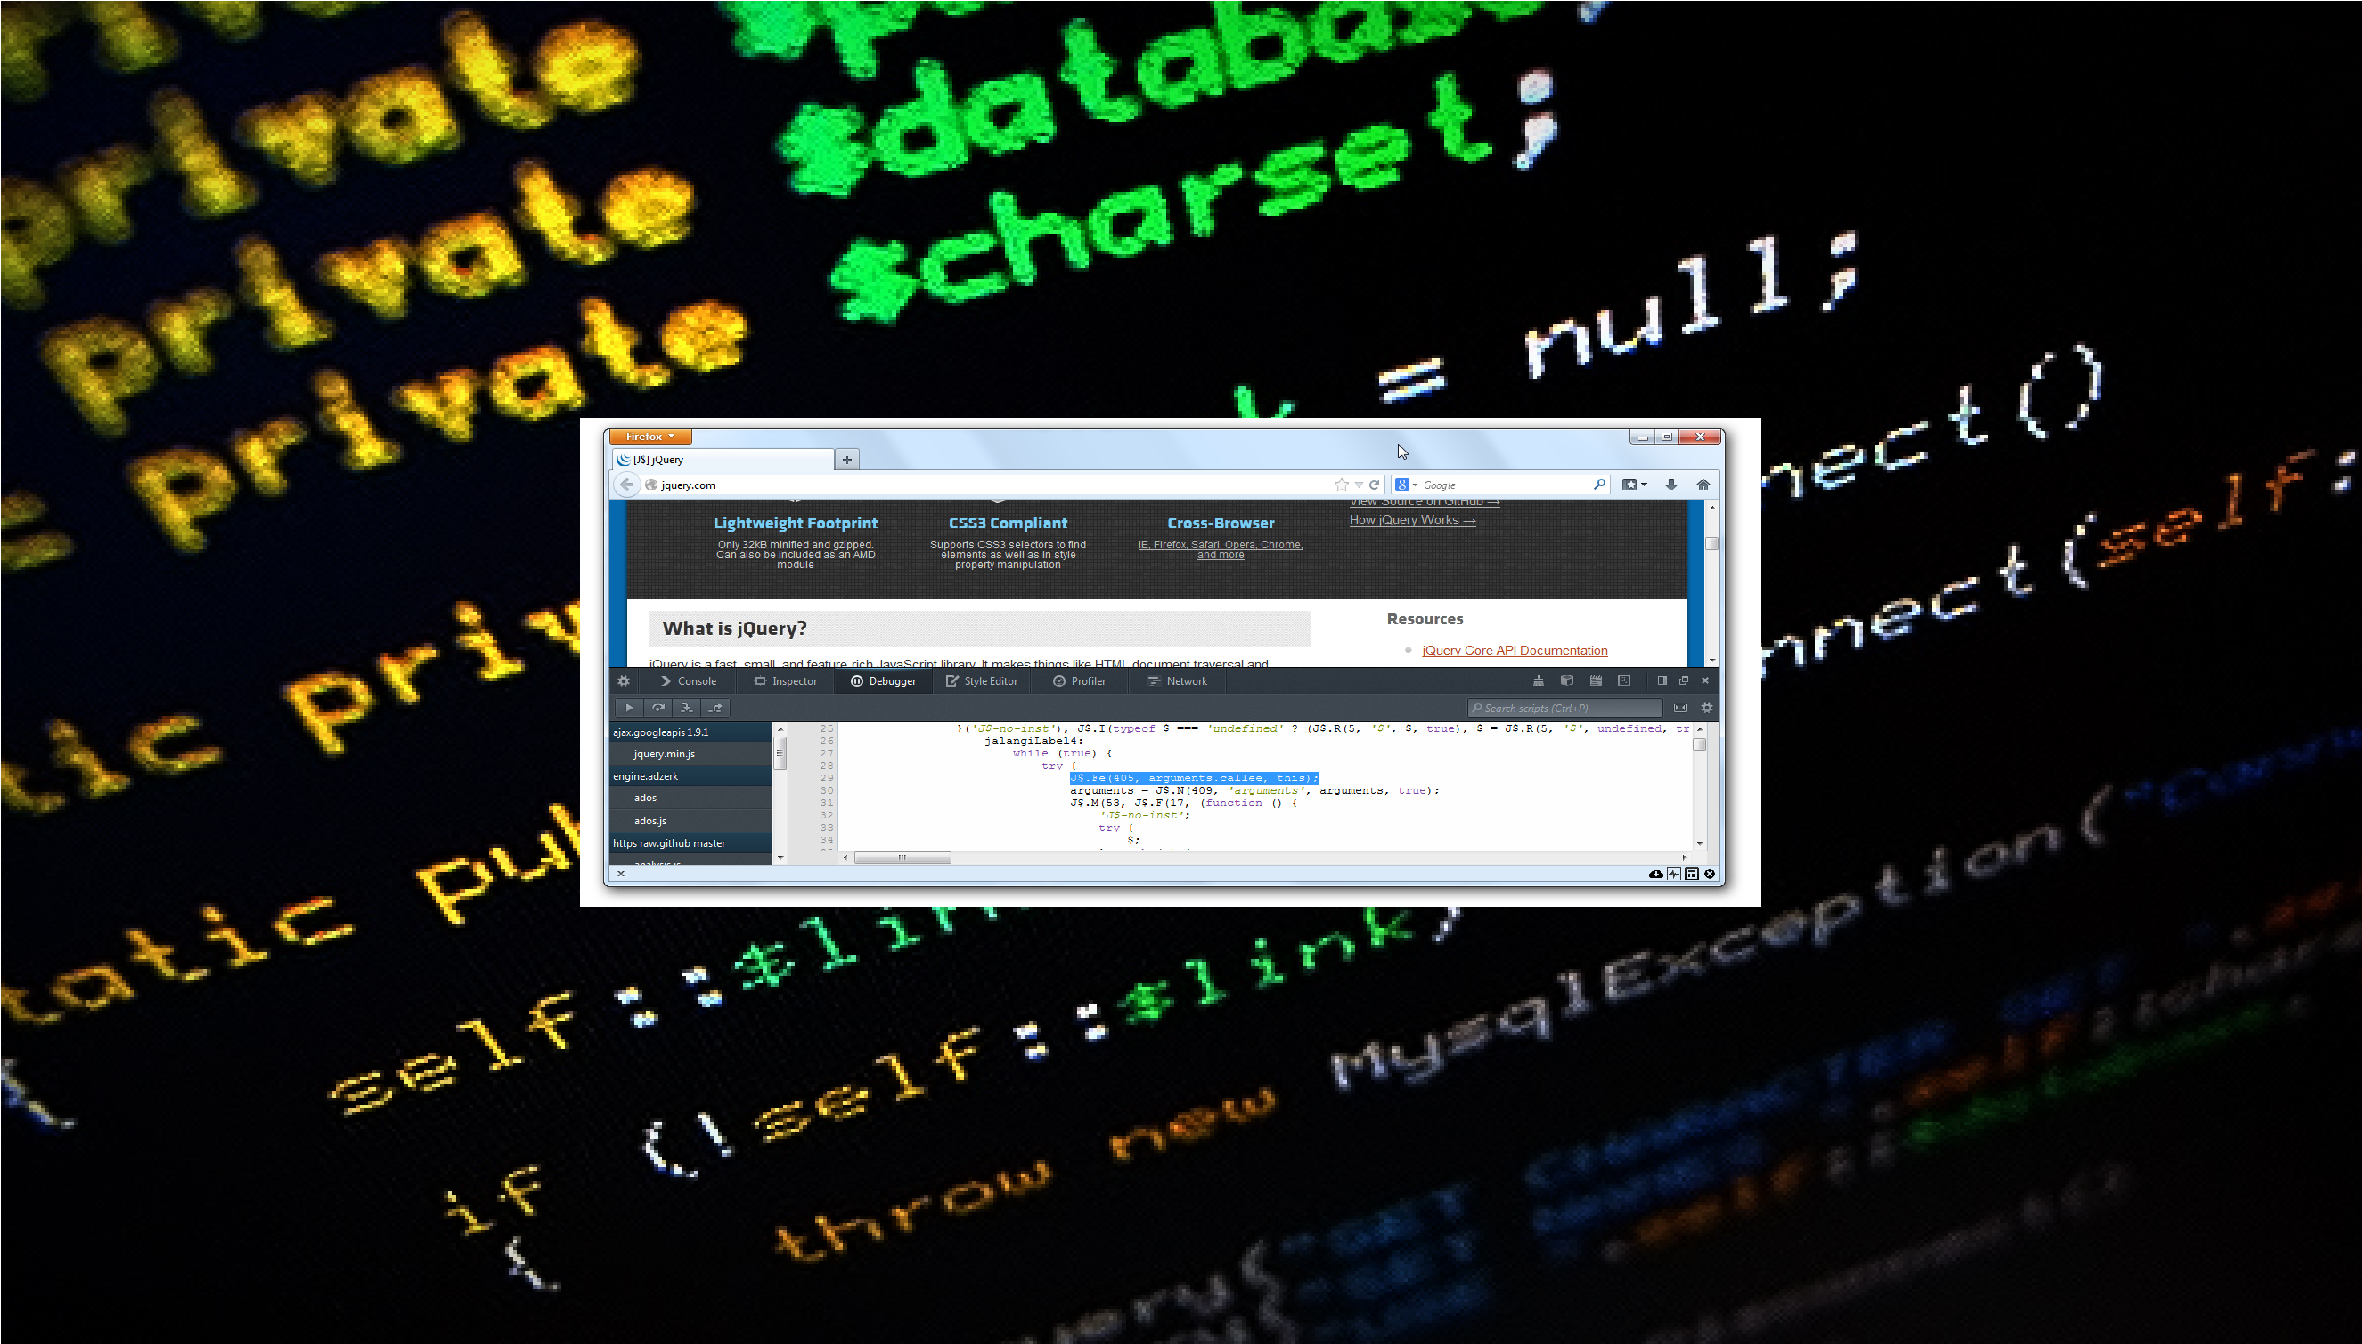 private
$database;
private
$charset;
private
= null;
private
nect()
nnect(self:
tic priv
tatic pu
self::$lin
(!self::$link)
if
{
throw new MysqlException("
Firefox
[J$] jQuery
jquery.com
Google
View Source on GitHub →
How jQuery Works →
Lightweight Footprint
Only 32kB minified and gzipped.
Can also be included as an AMD
module
CSS3 Compliant
Supports CSS3 selectors to find
elements as well as in style
property manipulation
Cross-Browser
IE, Firefox, Safari, Opera, Chrome,
and more
What is jQuery?
jQuery is a fast, small, and feature-rich JavaScript library. It makes things like HTML document traversal and
Resources
jQuery Core API Documentation
Console
Inspector
Debugger
Style Editor
Profiler
Network
Search scripts (Ctrl+P)
ajax.googleapis 1.9.1
jquery.min.js
engine.adzerk
ados
ados.js
https raw.github master
analysis.js
25 }('J$-no-inst'), J$.I(typeof $ === 'undefined' ? (J$.R(5, '$', $, true), $ = J$.R(5, '$', undefined, tr
26 jalangiLabel4:
27 while (true) {
28 try {
29 J$.Fe(405, arguments.callee, this);
30 arguments = J$.N(409, 'arguments', arguments, true);
31 J$.M(53, J$.F(17, (function () {
32 'J$-no-inst';
33 try {
34 $;